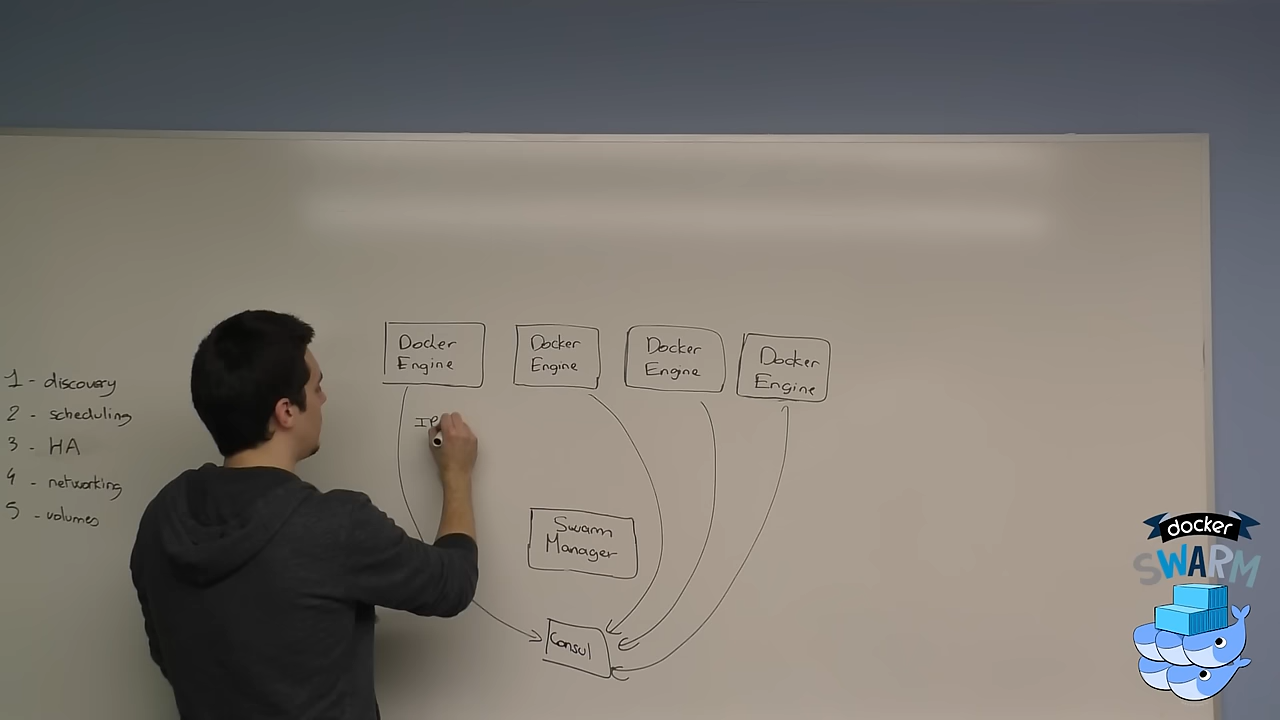 1 - discovery
2 - scheduling
3 - HA
4 - networking
5 - volumes
Docker
Engine
Docker
Engine
Docker
Engine
Docker
Engine
IP
Swarm
Manager
Consul
docker
SWARM